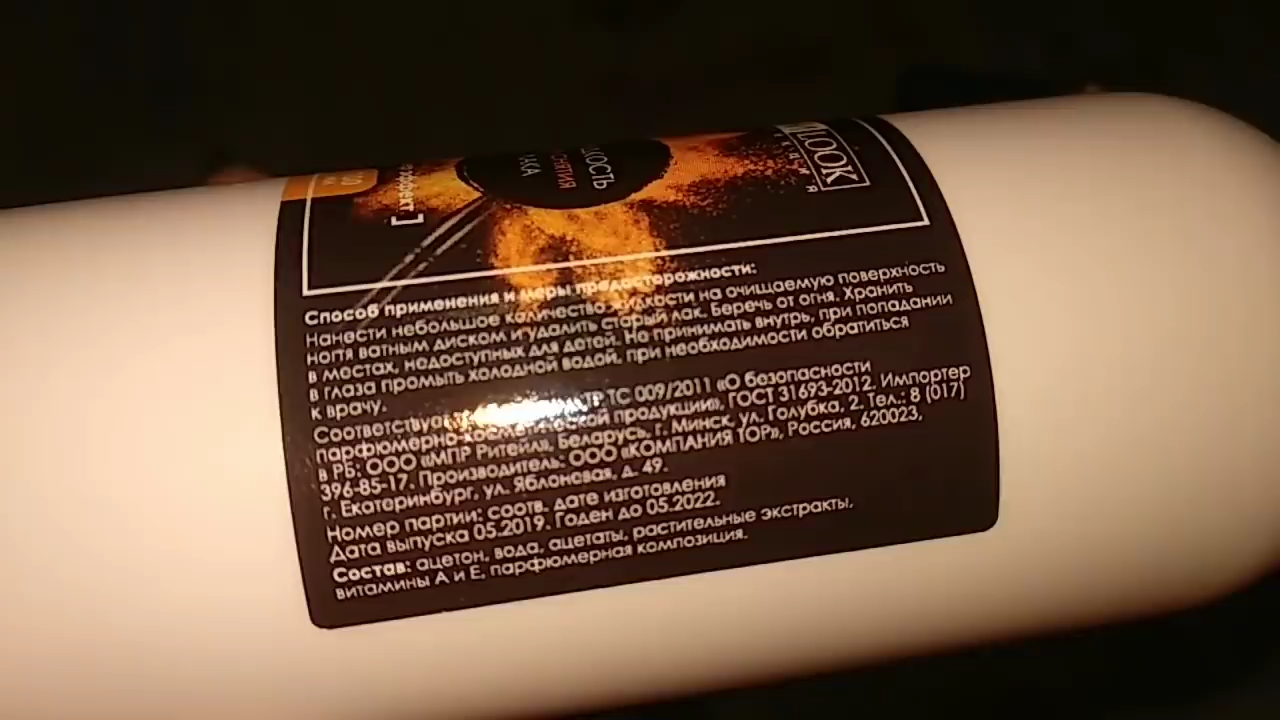 LOOK
КОСТЬ
СНЯТИЯ
ЛАКА
эффект ]
Способ применения и меры предосторожности:
Нанести небольшое количество жидкости на очищаемую поверхность
ногтя ватным диском и удалить старый лак. Беречь от огня. Хранить
в местах, недоступных для детей. Не принимать внутрь, при попадании
в глаза промыть холодной водой, при необходимости обратиться
к врачу.
ТР ТС 009/2011 «О безопасности
парфюмерно-косметической продукции», ГОСТ 31693-2012. Импортер
в РБ: ООО «МПР Ритейл», Беларусь, г. Минск, ул. Голубка, 2. Тел.: 8 (017)
396-85-17. Производитель: ООО «КОМПАНИЯ ТОР», Россия, 620023,
г. Екатеринбург, ул. Яблоневая, д. 49.
Номер партии: соотв. дате изготовления
Дата выпуска 05.2019. Годен до 05.2022.
Состав: ацетон, вода, ацетаты, растительные экстракты,
витамины А и Е, парфюмерная композиция.